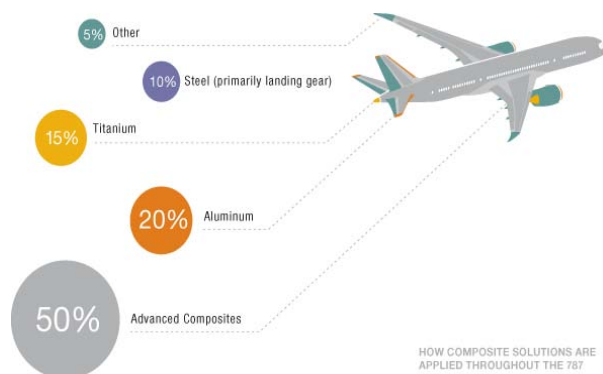 5% Other
10% Steel (primarily landing gear)
15% Titanium
20% Aluminum
50% Advanced Composites
HOW COMPOSITE SOLUTIONS ARE
APPLIED THROUGHOUT THE 787